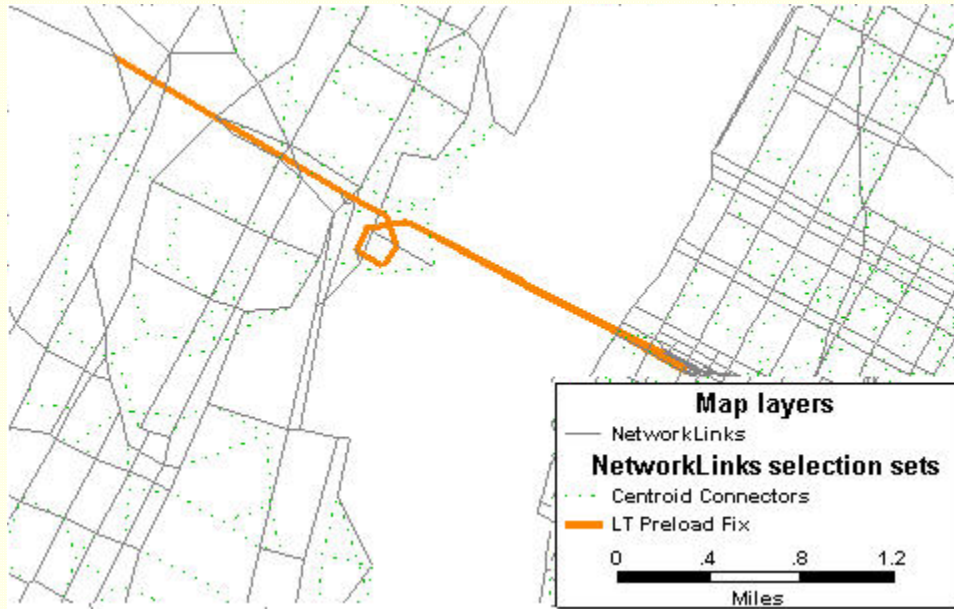 Map layers
NetworkLinks
NetworkLinks selection sets
Centroid Connectors
LT Preload Fix
0 .4 .8 1.2
Miles